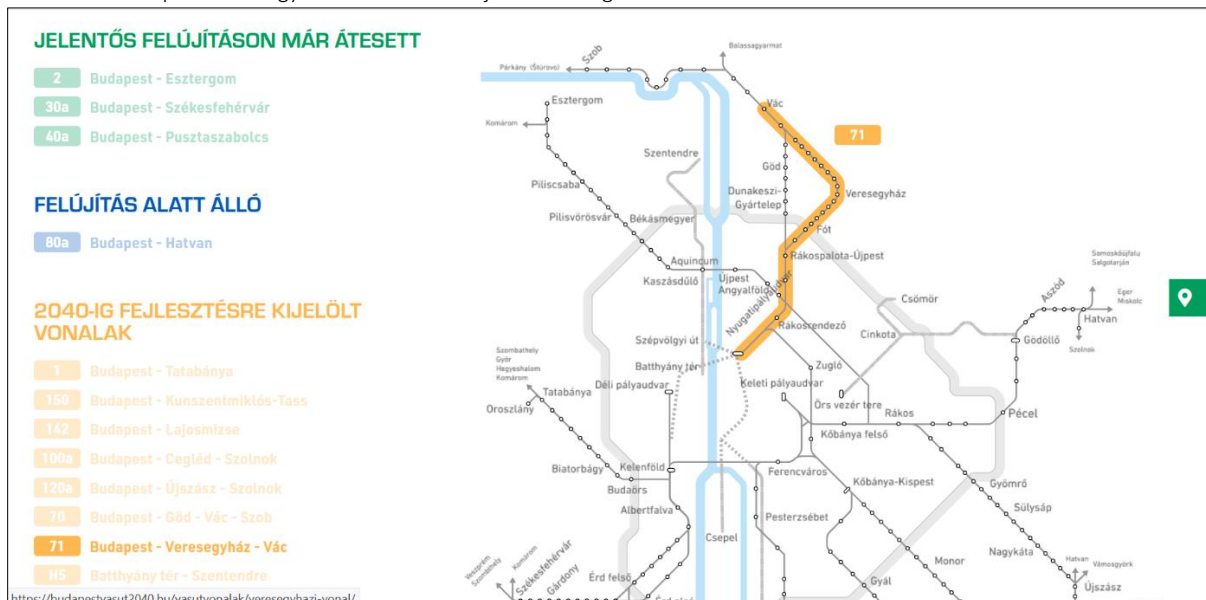 JELENTŐS FELÚJÍTÁSON MÁR ÁTESETT
2 Budapest - Esztergom
30a Budapest - Székesfehérvár
40a Budapest - Pusztaszabolcs
FELÚJÍTÁS ALATT ÁLLÓ
80a Budapest - Hatvan
2040-IG FEJLESZTÉSRE KIJELÖLT
VONALAK
1 Budapest - Tatabánya
150 Budapest - Kunszentmiklós-Tass
142 Budapest - Lajosmizse
100a Budapest - Cegléd - Szolnok
120a Budapest - Újszász - Szolnok
70 Budapest - Göd - Vác - Szob
71 Budapest - Veresegyház - Vác
H5 Batthyány tér - Szentendre
https://budapestvasut2040.hu/vasutvonalak/veresegyhazi-vonal/
Balassagyarmat
Szob
Párkány (Štúrovo)
Esztergom
Komárom
Vác
71
Szentendre
Göd
Piliscsaba
Dunakeszi-
Gyártelep
Veresegyház
Pilisvörösvár
Békásmegyer
Fót
Aquincum
Rákospalota-Újpest
Kaszásdűlő
Újpest
Angyalföld
Nyugati pályaudvar
Somoskőújfalu
Salgótarján
Aszód
Eger
Miskolc
Csömör
Hatvan
Rákosrendező
Cinkota
Gödöllő
Szolnok
Szépvölgyi út
Szombathely
Győr
Hegyeshalom
Komárom
Batthyány tér
Zugló
Déli pályaudvar
Keleti pályaudvar
Tatabánya
Oroszlány
Örs vezér tere
Rákos
Pécel
Kőbánya felső
Biatorbágy
Kelenföld
Ferencváros
Budaörs
Kőbánya-Kispest
Gyömrő
Albertfalva
Sülysáp
Pesterzsébet
Csepel
Nagykáta
Monor
Hatvan
Vámosgyörk
Veszprém
Szombathely
Komárom
Székesfehérvár
Gárdony
Érd felső
Gyál
Újszász